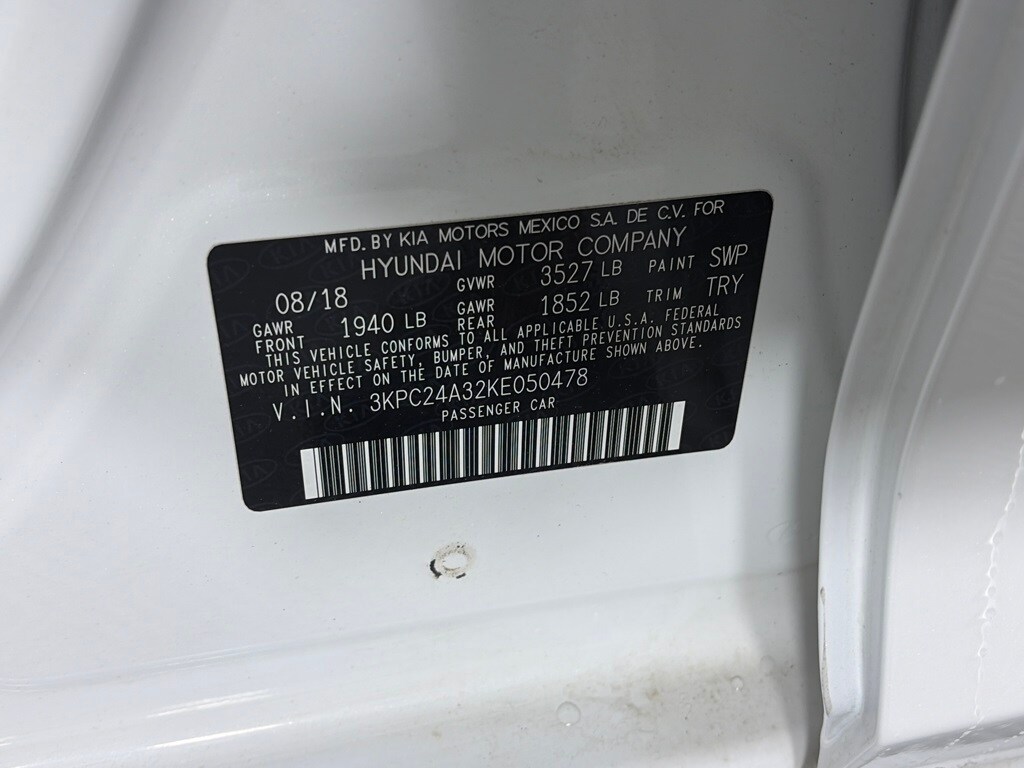 MFD. BY KIA MOTORS MEXICO S.A. DE C.V. FOR
HYUNDAI MOTOR COMPANY
08/18 GVWR 3527 LB PAINT SWP
GAWR FRONT 1940 LB GAWR REAR 1852 LB TRIM TRY
THIS VEHICLE CONFORMS TO ALL APPLICABLE U.S.A. FEDERAL
MOTOR VEHICLE SAFETY, BUMPER, AND THEFT PREVENTION STANDARDS
IN EFFECT ON THE DATE OF MANUFACTURE SHOWN ABOVE.
V.I.N. 3KPC24A32KE050478
PASSENGER CAR